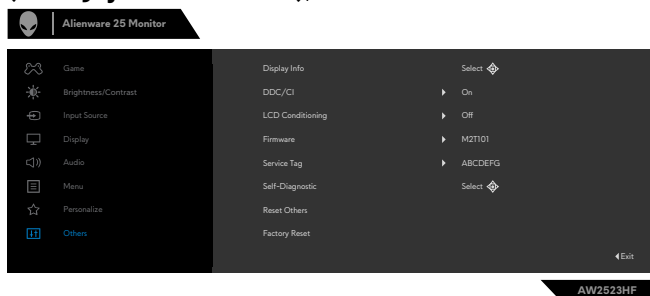 Alienware 25 Monitor
Game
Display Info Select
Brightness/Contrast
DDC/CI On
Input Source
LCD Conditioning Off
Display
Firmware M2T101
Audio
Service Tag ABCDEFG
Menu
Self-Diagnostic Select
Personalize
Reset Others
Others
Factory Reset
Exit
AW2523HF